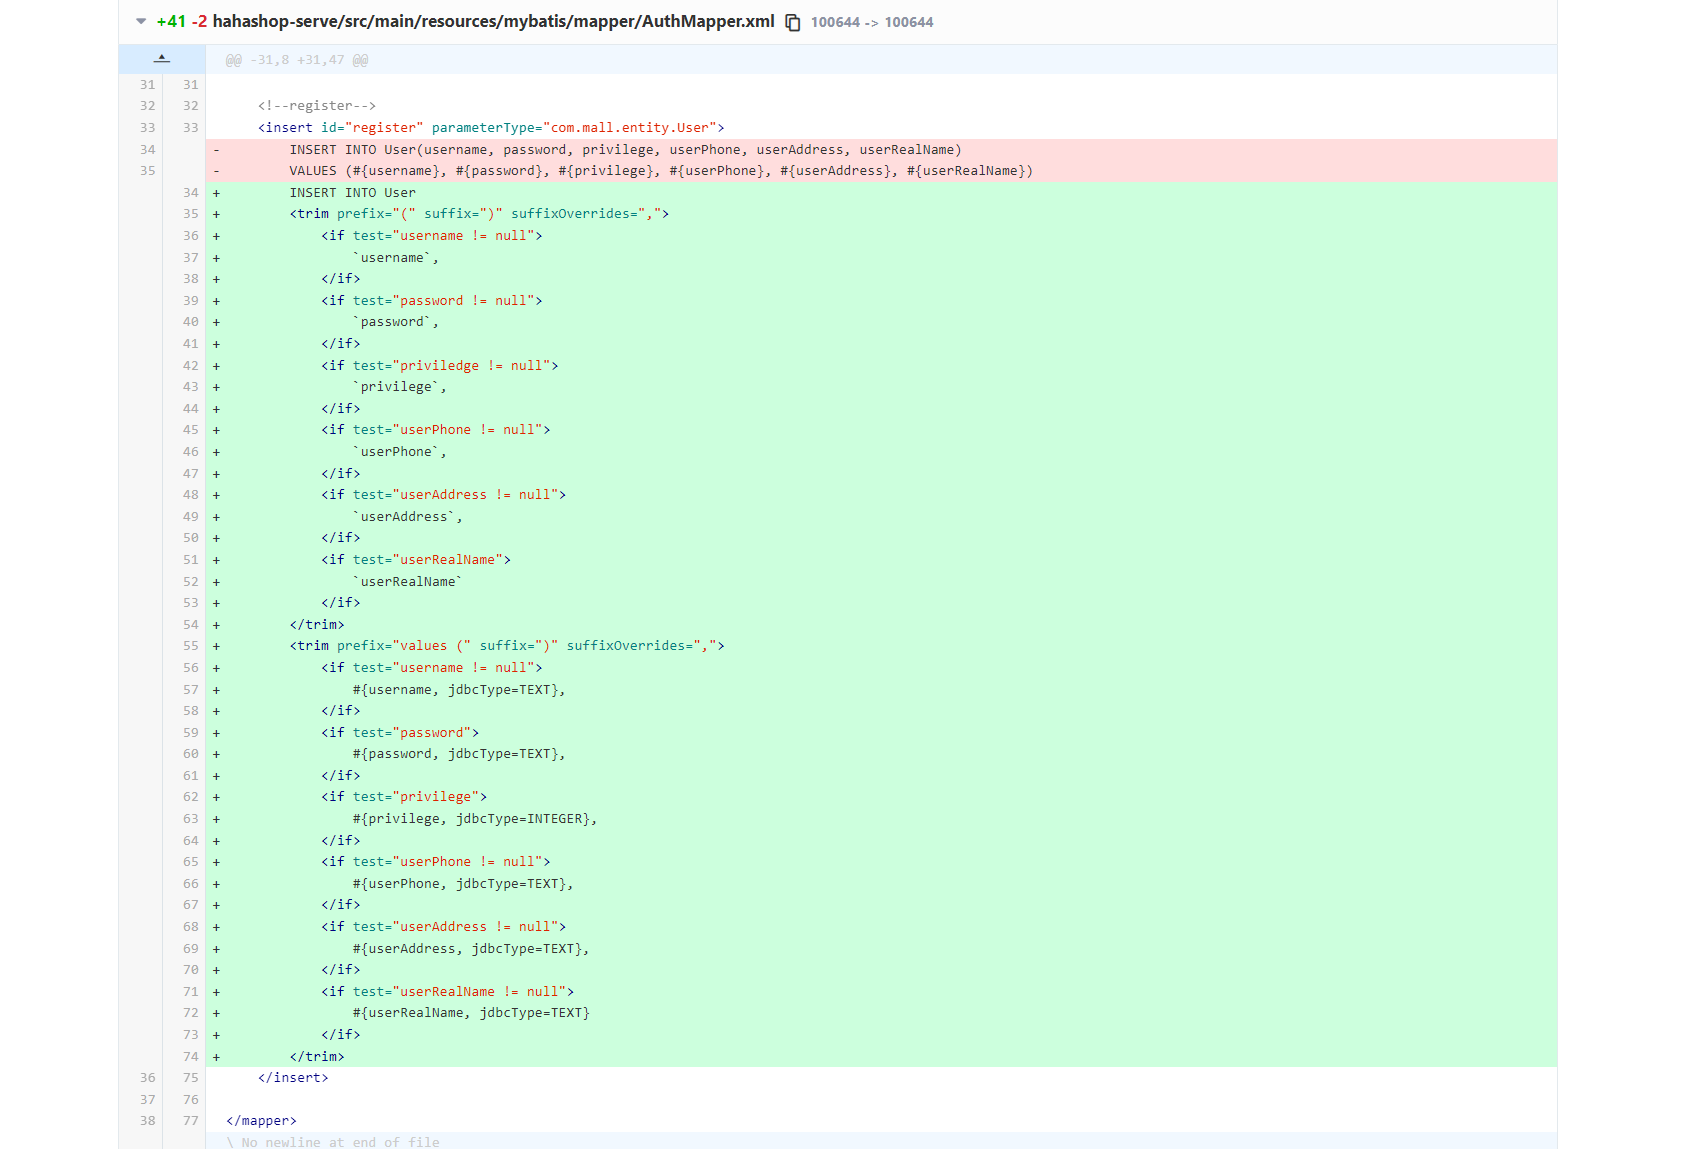 +41 -2 hahashop-serve/src/main/resources/mybatis/mapper/AuthMapper.xml 100644 -> 100644
@@ -31,8 +31,47 @@
31 31
32 32 <!--register-->
33 33 <insert id="register" parameterType="com.mall.entity.User">
34 - INSERT INTO User(username, password, privilege, userPhone, userAddress, userRealName)
35 - VALUES (#{username}, #{password}, #{privilege}, #{userPhone}, #{userAddress}, #{userRealName})
34 + INSERT INTO User
35 + <trim prefix="(" suffix=")" suffixOverrides=",">
36 + <if test="username != null">
37 + `username`,
38 + </if>
39 + <if test="password != null">
40 + `password`,
41 + </if>
42 + <if test="priviledge != null">
43 + `privilege`,
44 + </if>
45 + <if test="userPhone != null">
46 + `userPhone`,
47 + </if>
48 + <if test="userAddress != null">
49 + `userAddress`,
50 + </if>
51 + <if test="userRealName">
52 + `userRealName`
53 + </if>
54 + </trim>
55 + <trim prefix="values (" suffix=")" suffixOverrides=",">
56 + <if test="username != null">
57 + #{username, jdbcType=TEXT},
58 + </if>
59 + <if test="password">
60 + #{password, jdbcType=TEXT},
61 + </if>
62 + <if test="privilege">
63 + #{privilege, jdbcType=INTEGER},
64 + </if>
65 + <if test="userPhone != null">
66 + #{userPhone, jdbcType=TEXT},
67 + </if>
68 + <if test="userAddress != null">
69 + #{userAddress, jdbcType=TEXT},
70 + </if>
71 + <if test="userRealName != null">
72 + #{userRealName, jdbcType=TEXT}
73 + </if>
74 + </trim>
36 75 </insert>
37 76
38 77 </mapper>
\ No newline at end of file